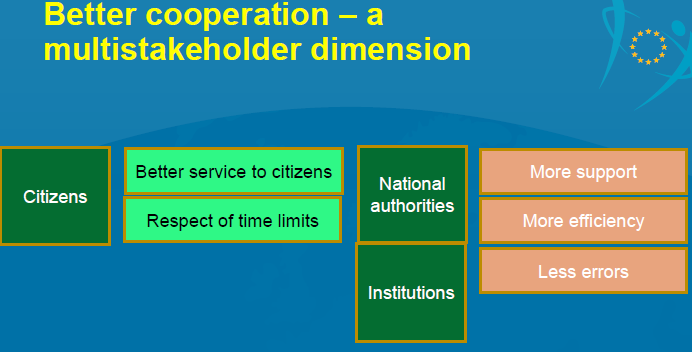 Better cooperation – a
multistakeholder dimension
Citizens
Better service to citizens
Respect of time limits
National
authorities
Institutions
More support
More efficiency
Less errors